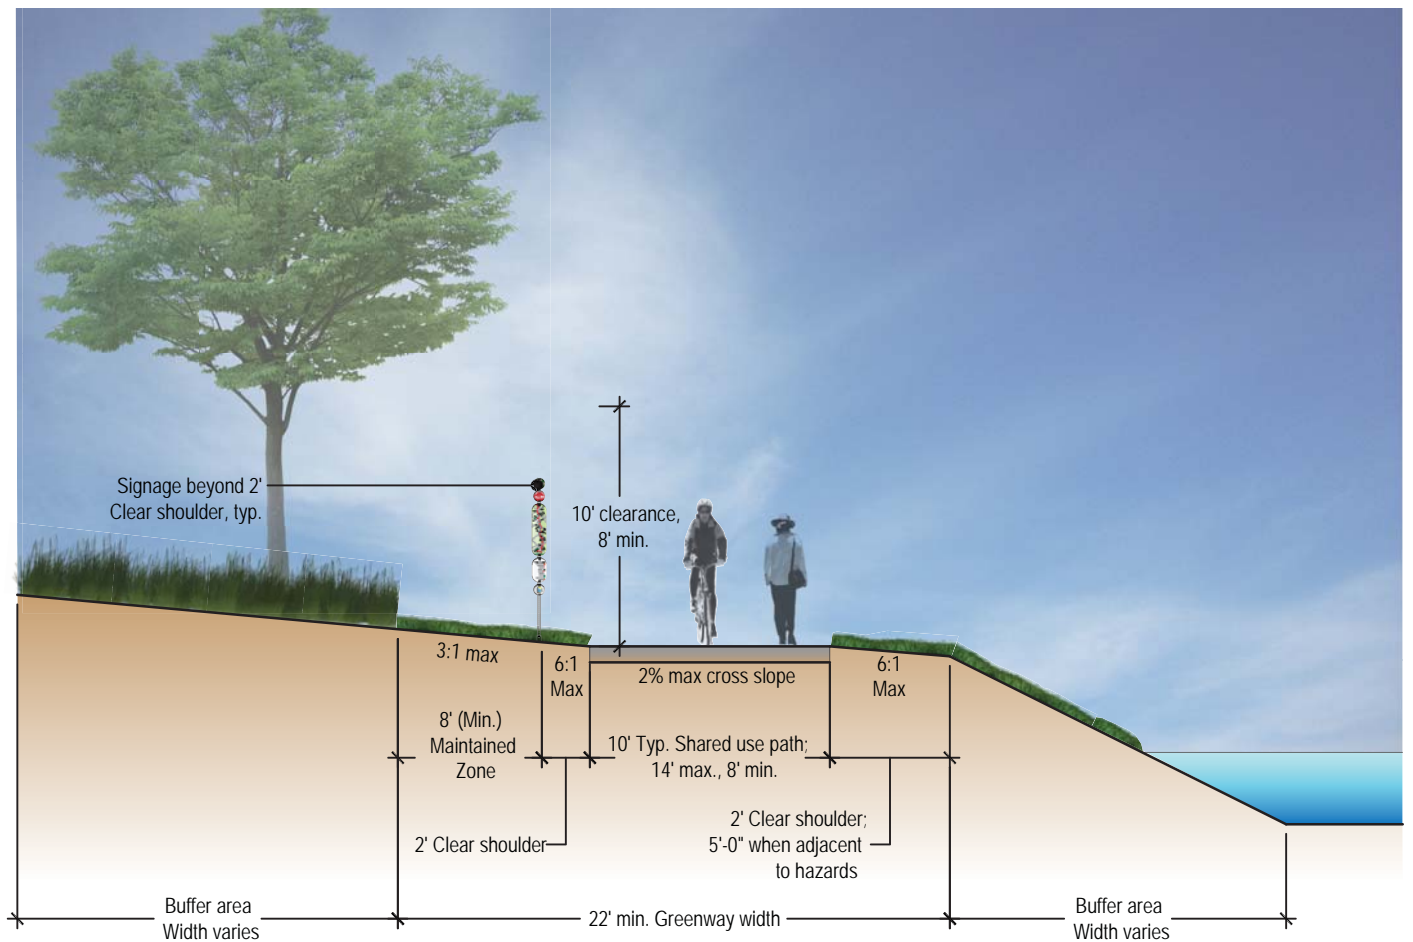 Signage beyond 2'
Clear shoulder, typ.
10' clearance,
8' min.
3:1 max
6:1
Max
2% max cross slope
6:1
Max
8' (Min.)
Maintained
Zone
10' Typ. Shared use path;
14' max., 8' min.
2' Clear shoulder
2' Clear shoulder;
5'-0" when adjacent
to hazards
Buffer area
Width varies
22' min. Greenway width
Buffer area
Width varies